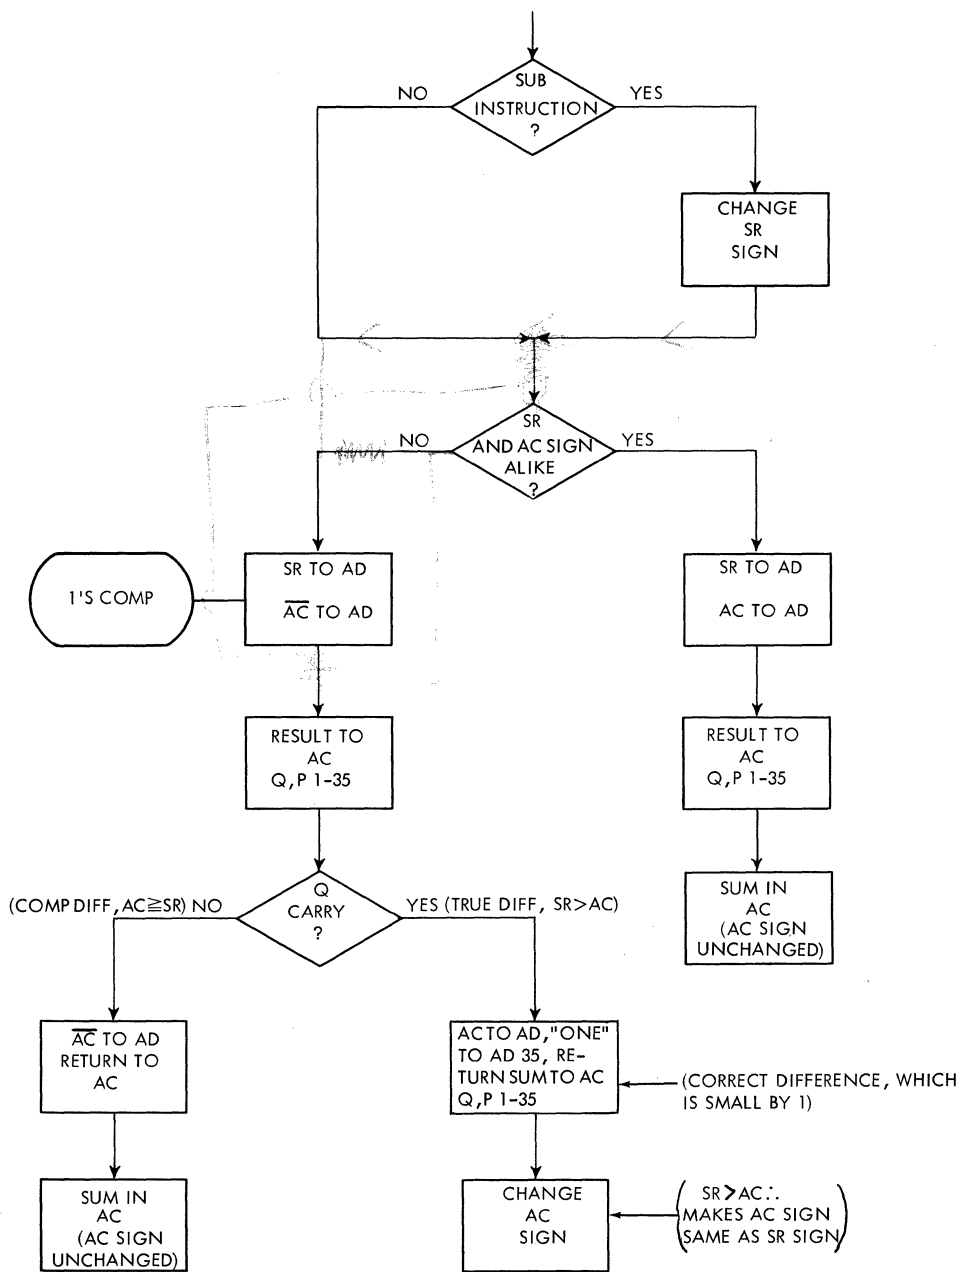 SUB
INSTRUCTION
?
NO
YES
CHANGE
SR
SIGN
SR
AND AC SIGN
ALIKE
?
NO
YES
1'S COMP
SR TO AD
A̅C̅ TO AD
SR TO AD
AC TO AD
RESULT TO
AC
Q,P 1-35
RESULT TO
AC
Q,P 1-35
Q
CARRY
?
(COMP DIFF, AC≧SR) NO
YES (TRUE DIFF, SR>AC)
SUM IN
AC
(AC SIGN
UNCHANGED)
A̅C̅ TO AD
RETURN TO
AC
AC TO AD, "ONE"
TO AD 35, RE-
TURN SUM TO AC
Q,P 1-35
(CORRECT DIFFERENCE, WHICH
IS SMALL BY 1)
SUM IN
AC
(AC SIGN
UNCHANGED)
CHANGE
AC
SIGN
(SR>AC∴
MAKES AC SIGN
SAME AS SR SIGN)